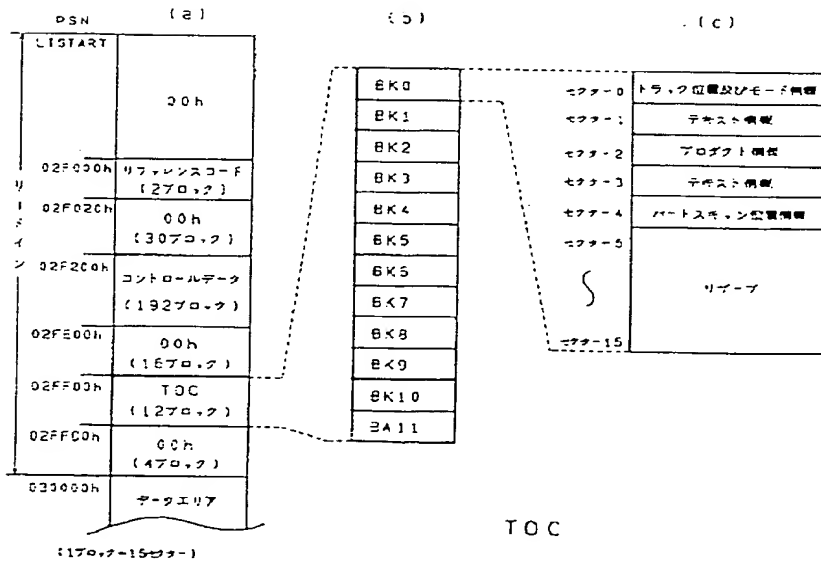 PSN
(a)
(b)
(c)
LISTART
00h
02F000h
リファレンスコード
(2ブロック)
02F020h
00h
(30ブロック)
02F200h
コントロールデータ
(192ブロック)
02FE00h
00h
(16ブロック)
02FF00h
TOC
(12ブロック)
02FFC0h
00h
(4ブロック)
030000h
データエリア
リードイン
(1ブロック=16セクター)
BK0
BK1
BK2
BK3
BK4
BK5
BK6
BK7
BK8
BK9
BK10
BA11
セクター0
トラック位置及びモード情報
セクター1
テキスト情報
セクター2
プロダクト情報
セクター3
テキスト情報
セクター4
パートスキャン位置情報
セクター5
リザーブ
セクター15
TOC